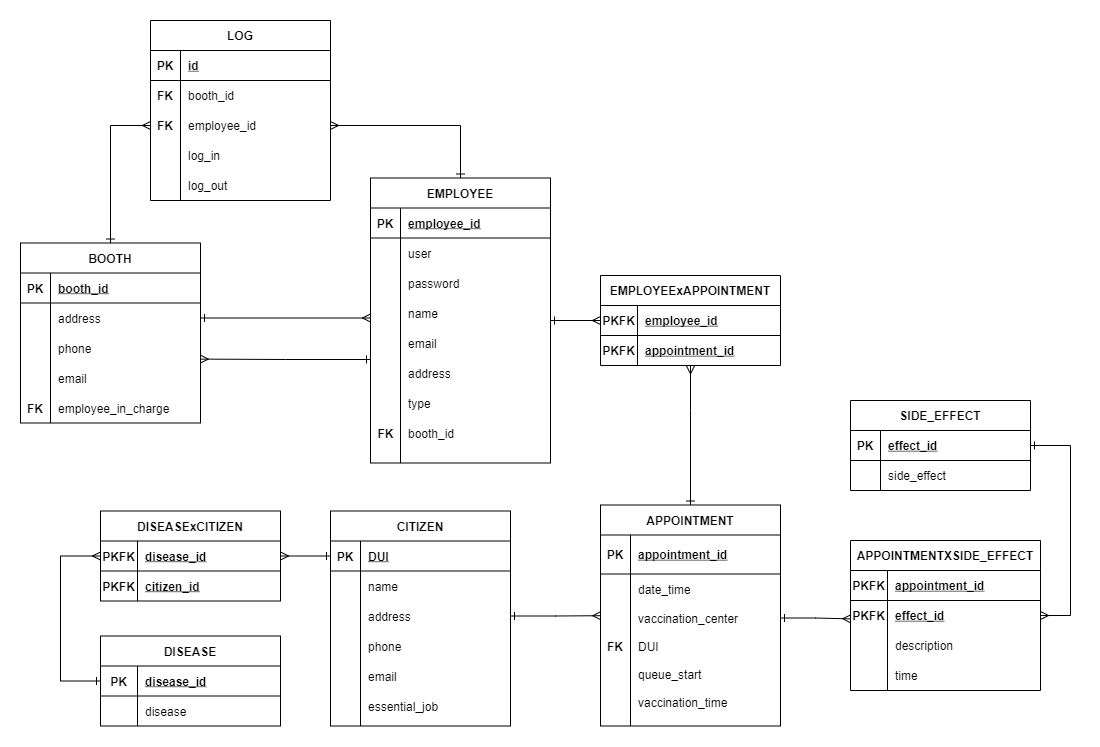 LOG
PK id
FK booth_id
FK employee_id
log_in
log_out
EMPLOYEE
PK employee_id
user
password
name
email
address
type
FK booth_id
BOOTH
PK booth_id
address
phone
email
FK employee_in_charge
EMPLOYEExAPPOINTMENT
PKFK employee_id
PKFK appointment_id
SIDE_EFFECT
PK effect_id
side_effect
DISEASExCITIZEN
PKFK disease_id
PKFK citizen_id
CITIZEN
PK DUI
name
address
phone
email
essential_job
APPOINTMENT
PK appointment_id
date_time
vaccination_center
FK DUI
queue_start
vaccination_time
APPOINTMENTXSIDE_EFFECT
PKFK appointment_id
PKFK effect_id
description
time
DISEASE
PK disease_id
disease